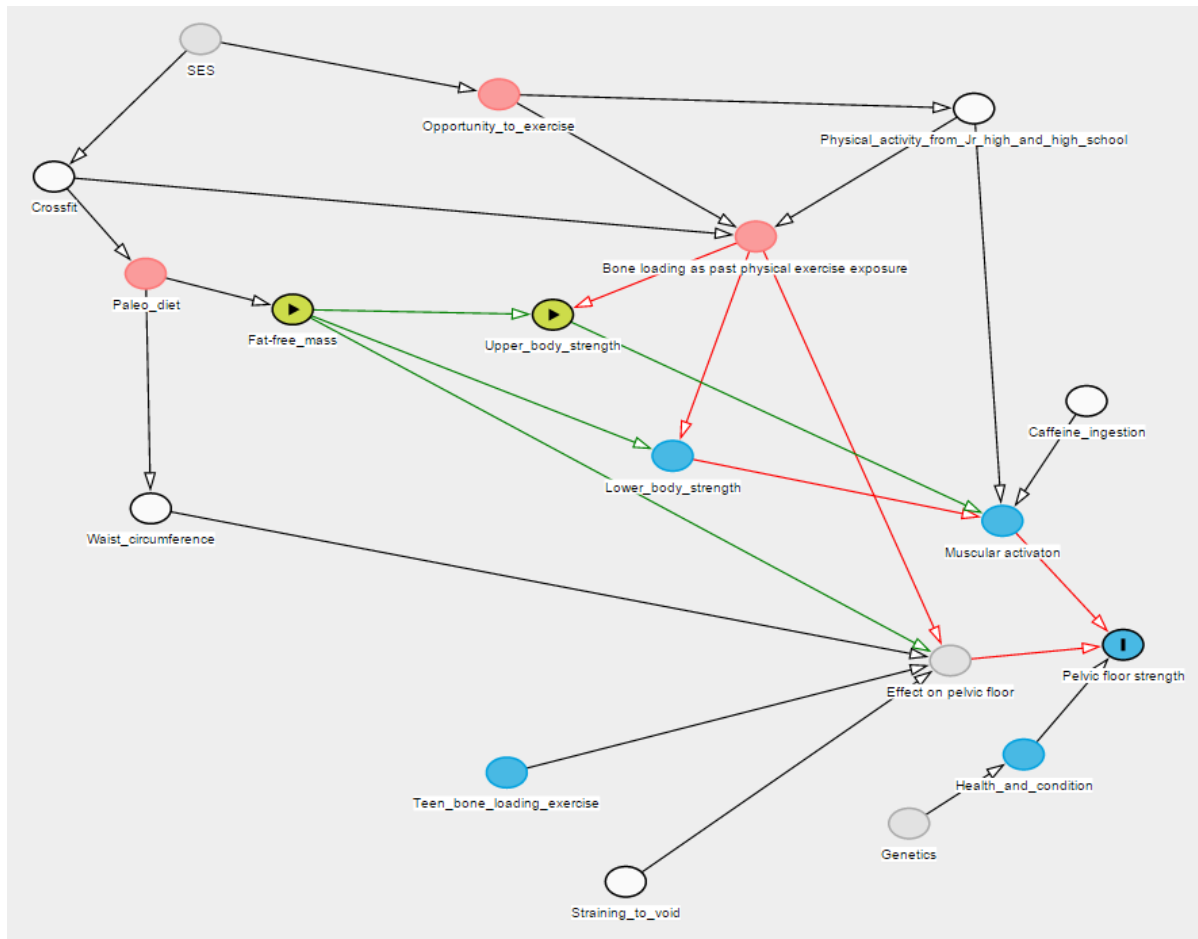 SES
Opportunity_to_exercise
Physical_activity_from_Jr_high_and_high_school
Crossfit
Bone loading as past physical exercise exposure
Paleo_diet
Fat-free_mass
Upper_body_strength
Caffeine_ingestion
Lower_body_strength
Waist_circumference
Muscular activaton
Pelvic floor strength
Effect on pelvic floor
Health_and_condition
Teen_bone_loading_exercise
Genetics
Straining_to_void